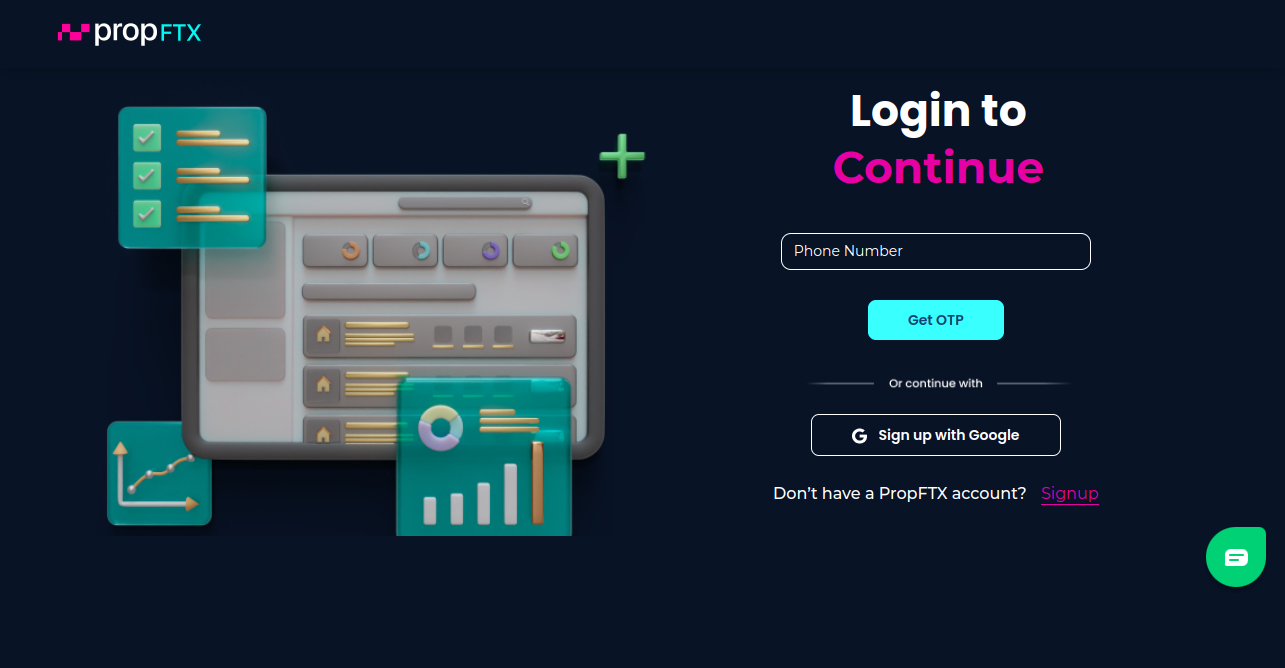 propFTX
Login to
Continue
Phone Number
Get OTP
Or continue with
Sign up with Google
Don't have a PropFTX account? Signup